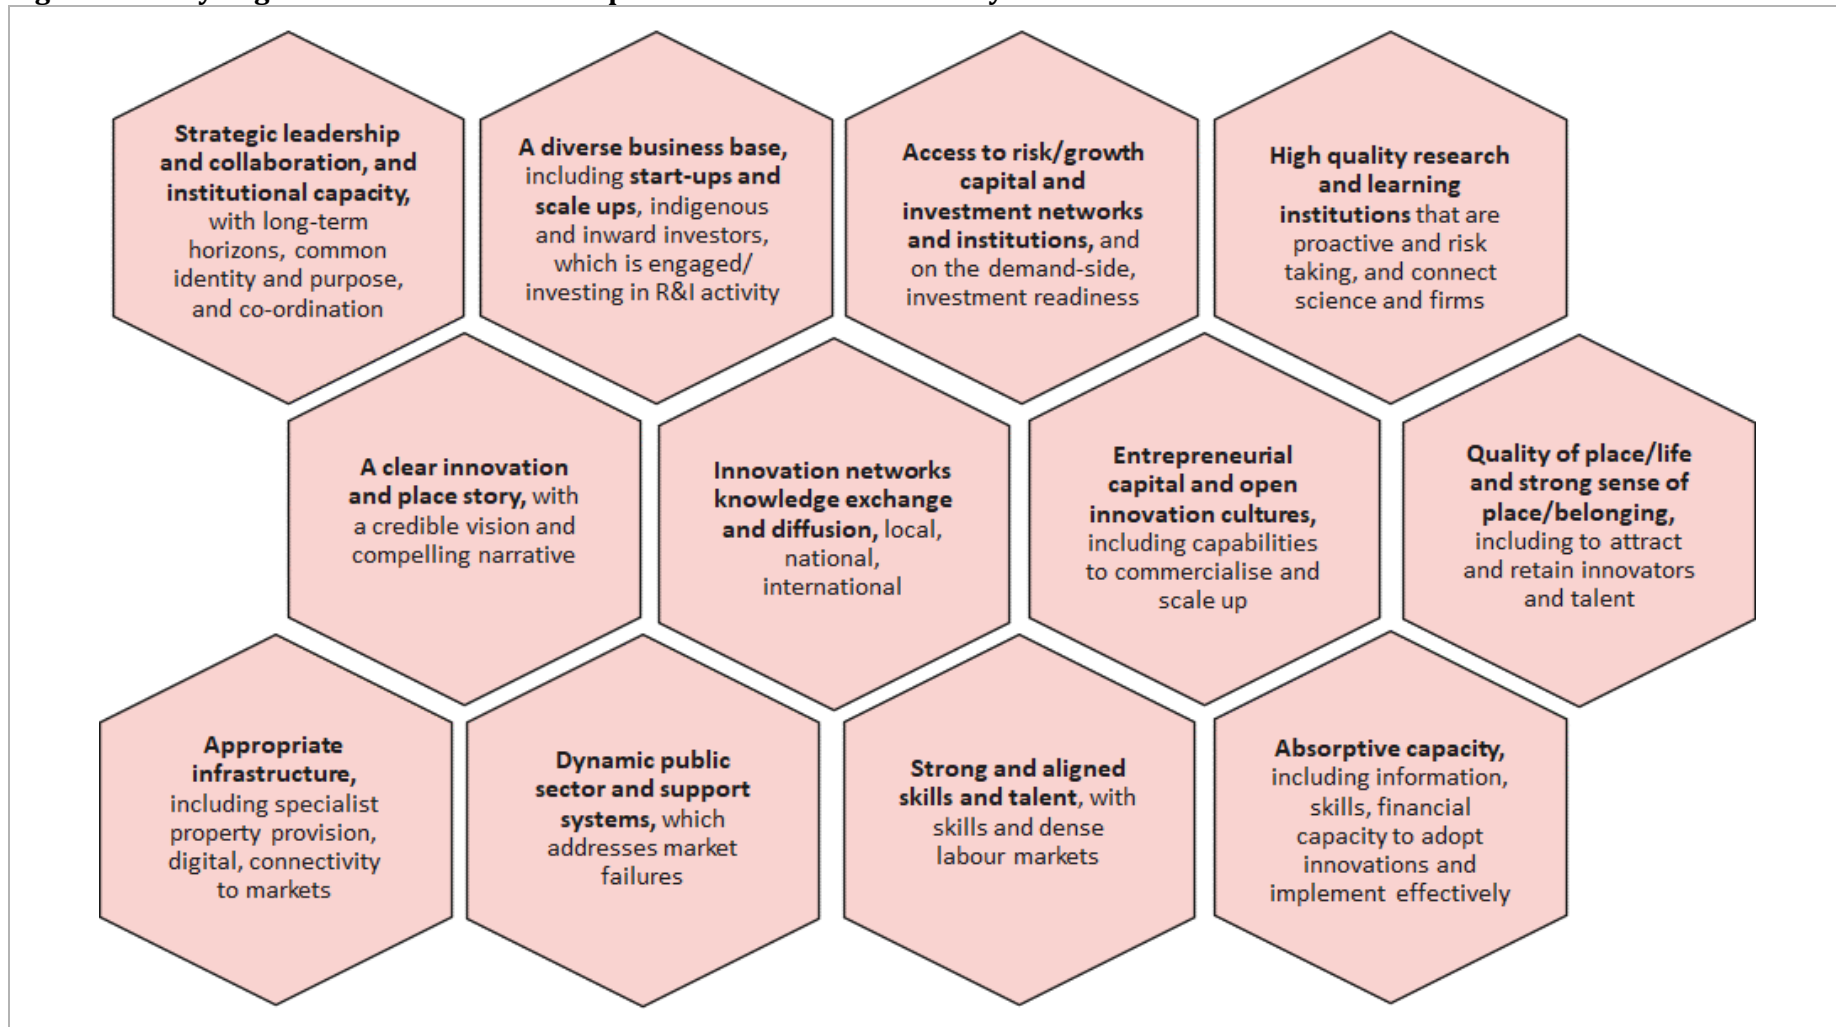 Strategic leadership
and collaboration, and
institutional capacity,
with long-term
horizons, common
identity and purpose,
and co-ordination
A diverse business base,
including start-ups and
scale ups, indigenous
and inward investors,
which is engaged/
investing in R&I activity
Access to risk/growth
capital and
investment networks
and institutions, and
on the demand-side,
investment readiness
High quality research
and learning
institutions that are
proactive and risk
taking, and connect
science and firms
A clear innovation
and place story, with
a credible vision and
compelling narrative
Innovation networks
knowledge exchange
and diffusion, local,
national,
international
Entrepreneurial
capital and open
innovation cultures,
including capabilities
to commercialise and
scale up
Quality of place/life
and strong sense of
place/belonging,
including to attract
and retain innovators
and talent
Appropriate
infrastructure,
including specialist
property provision,
digital, connectivity
to markets
Dynamic public
sector and support
systems, which
addresses market
failures
Strong and aligned
skills and talent, with
skills and dense
labour markets
Absorptive capacity,
including information,
skills, financial
capacity to adopt
innovations and
implement effectively